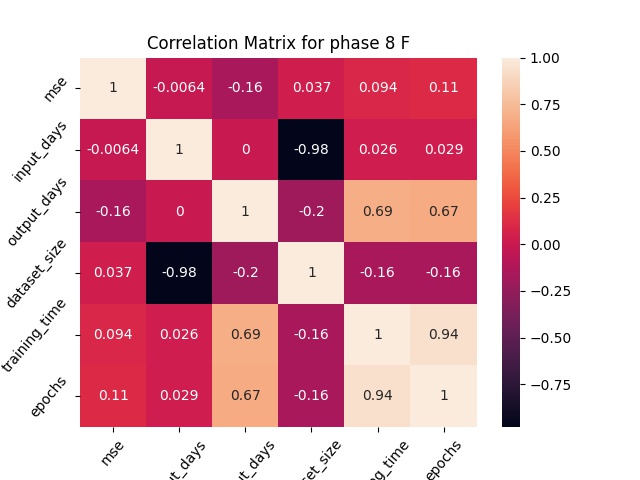 Correlation Matrix for phase 8 F
mse 1 -0.0064 -0.16 0.037 0.094 0.11
input_days -0.0064 1 0 -0.98 0.026 0.029
output_days -0.16 0 1 -0.2 0.69 0.67
dataset_size 0.037 -0.98 -0.2 1 -0.16 -0.16
training_time 0.094 0.026 0.69 -0.16 1 0.94
epochs 0.11 0.029 0.67 -0.16 0.94 1
mse ut_days ut_days set_size ng_time epochs
1.00
0.75
0.50
0.25
0.00
−0.25
−0.50
−0.75